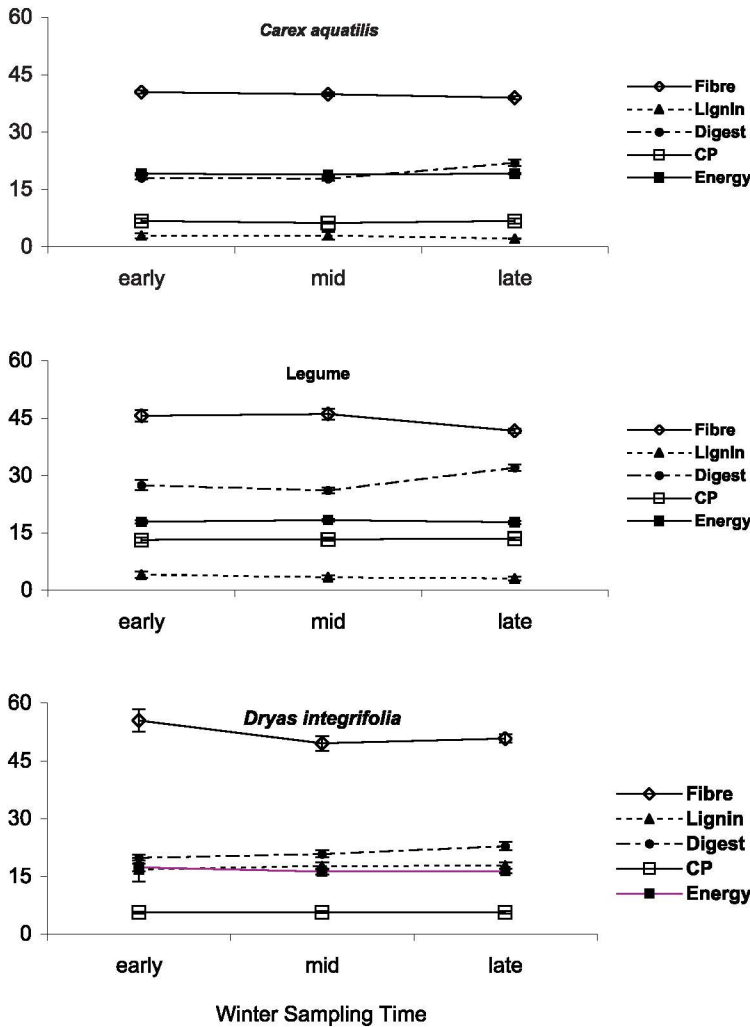 60
Carex aquatilis
45
30
15
0
early mid late
Fibre
Lignin
Digest
CP
Energy
60
Legume
45
30
15
0
early mid late
Fibre
Lignin
Digest
CP
Energy
60
Dryas integrifolia
45
30
15
0
early mid late
Fibre
Lignin
Digest
CP
Energy
Winter Sampling Time